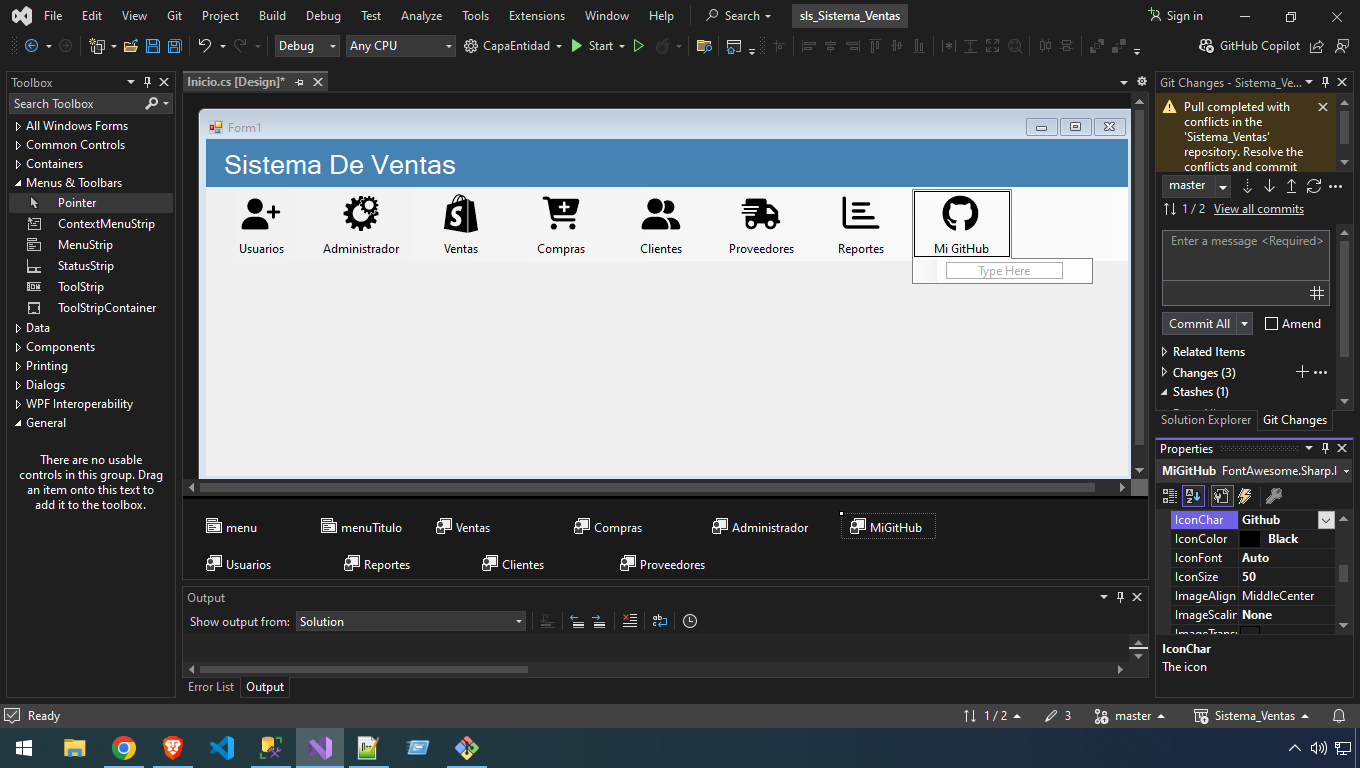 File Edit View Git Project Build Debug Test Analyze Tools Extensions Window Help Search sls_Sistema_Ventas Sign in
Debug Any CPU CapaEntidad Start GitHub Copilot
Toolbox
Search Toolbox
All Windows Forms
Common Controls
Containers
Menus & Toolbars
Pointer
ContextMenuStrip
MenuStrip
StatusStrip
ToolStrip
ToolStripContainer
Data
Components
Printing
Dialogs
WPF Interoperability
General
There are no usable
controls in this group. Drag
an item onto this text to
add it to the toolbox.
Inicio.cs [Design]*
Form1
Sistema De Ventas
Usuarios Administrador Ventas Compras Clientes Proveedores Reportes Mi GitHub
Type Here
menu menuTitulo Ventas Compras Administrador MiGitHub
Usuarios Reportes Clientes Proveedores
Output
Show output from: Solution
Error List Output
Git Changes - Sistema_Ve...
Pull completed with
conflicts in the
'Sistema_Ventas'
repository. Resolve the
conflicts and commit
master
1 / 2 View all commits
Enter a message <Required>
Commit All Amend
Related Items
Changes (3)
Stashes (1)
Solution Explorer Git Changes
Properties
MiGitHub FontAwesome.Sharp.I
IconChar Github
IconColor Black
IconFont Auto
IconSize 50
ImageAlign MiddleCenter
ImageScalin None
ImageTransp
IconChar
The icon
Ready 1 / 2 3 master Sistema_Ventas